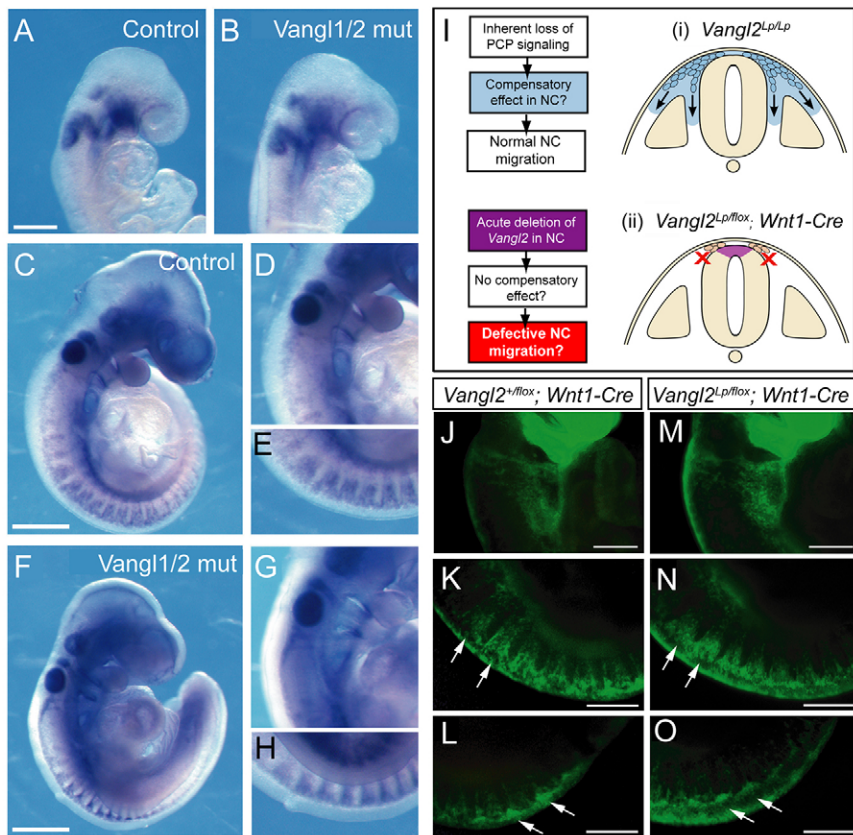 A
Control
B
Vangl1/2 mut
C
Control
D
E
F
Vangl1/2 mut
G
H
I
Inherent loss of
PCP signaling
Compensatory
effect in NC?
Normal NC
migration
(i) Vangl2Lp/Lp
Acute deletion of
Vangl2 in NC
No compensatory
effect?
Defective NC
migration?
(ii) Vangl2Lp/flox; Wnt1-Cre
Vangl2+/flox; Wnt1-Cre
Vangl2Lp/flox; Wnt1-Cre
J
M
K
N
L
O